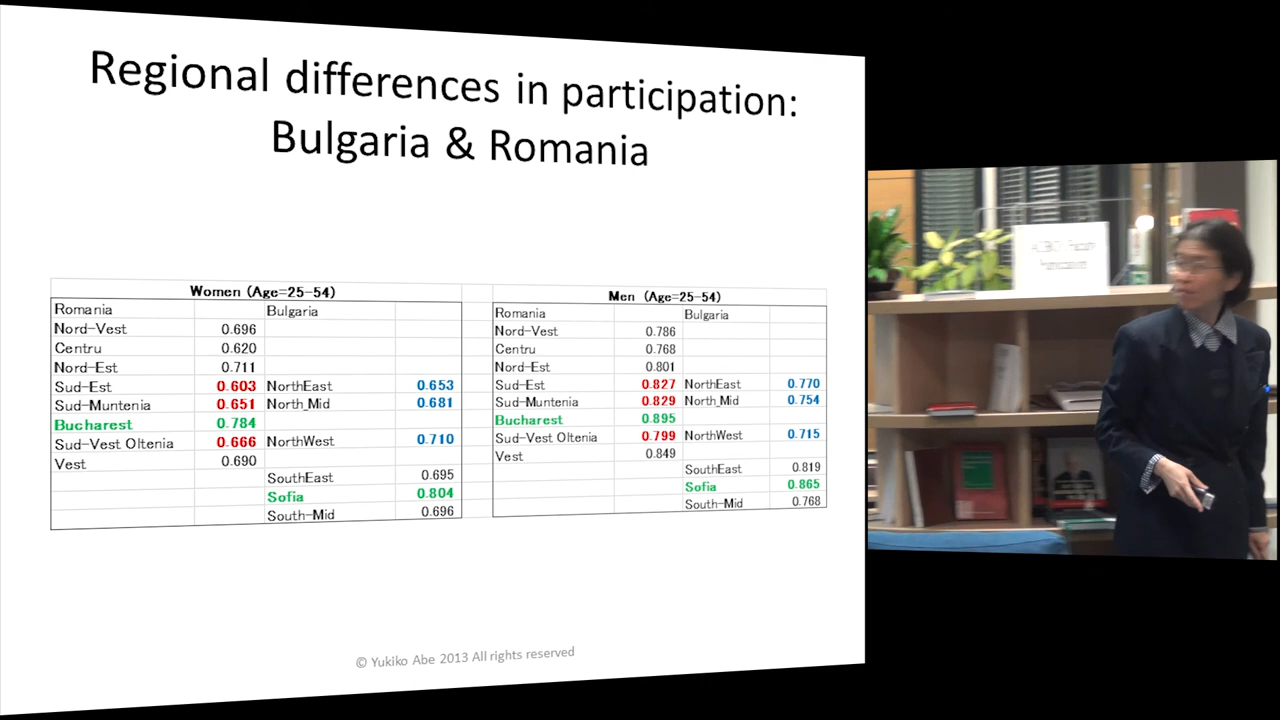 Regional differences in participation:
Bulgaria & Romania
Women (Age=25-54)
Romania Bulgaria
Nord-Vest 0.696
Centru 0.620
Nord-Est 0.711
Sud-Est 0.603 NorthEast 0.653
Sud-Muntenia 0.651 North_Mid 0.681
Bucharest 0.784
Sud-Vest Oltenia 0.666 NorthWest 0.710
Vest 0.690
SouthEast 0.695
Sofia 0.804
South-Mid 0.696
Men (Age=25-54)
Romania Bulgaria
Nord-Vest 0.786
Centru 0.768
Nord-Est 0.801
Sud-Est 0.827 NorthEast 0.770
Sud-Muntenia 0.829 North_Mid 0.754
Bucharest 0.895
Sud-Vest Oltenia 0.799 NorthWest 0.715
Vest 0.849
SouthEast 0.819
Sofia 0.865
South-Mid 0.768
© Yukiko Abe 2013 All rights reserved